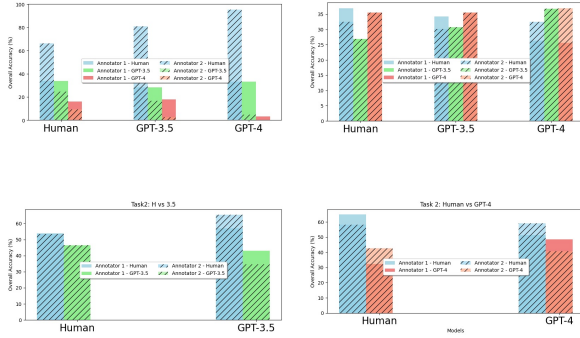 Overall Accuracy (%)
100
80
60
40
20
0
Annotator 1 - Human
Annotator 1 - GPT-3.5
Annotator 1 - GPT-4
Annotator 2 - Human
Annotator 2 - GPT-3.5
Annotator 2 - GPT-4
Human
GPT-3.5
GPT-4
Overall Accuracy (%)
35
30
25
20
15
10
5
0
Annotator 1 - Human
Annotator 1 - GPT-3.5
Annotator 1 - GPT-4
Annotator 2 - Human
Annotator 2 - GPT-3.5
Annotator 2 - GPT-4
Human
GPT-3.5
GPT-4
Task2: H vs 3.5
Overall Accuracy (%)
60
50
40
30
20
10
0
Annotator 1 - Human
Annotator 1 - GPT-3.5
Annotator 2 - Human
Annotator 2 - GPT-3.5
Human
GPT-3.5
Task 2: Human vs GPT-4
Overall Accuracy (%)
60
50
40
30
20
10
0
Annotator 1 - Human
Annotator 1 - GPT-4
Annotator 2 - Human
Annotator 2 - GPT-4
Human
GPT-4
Models